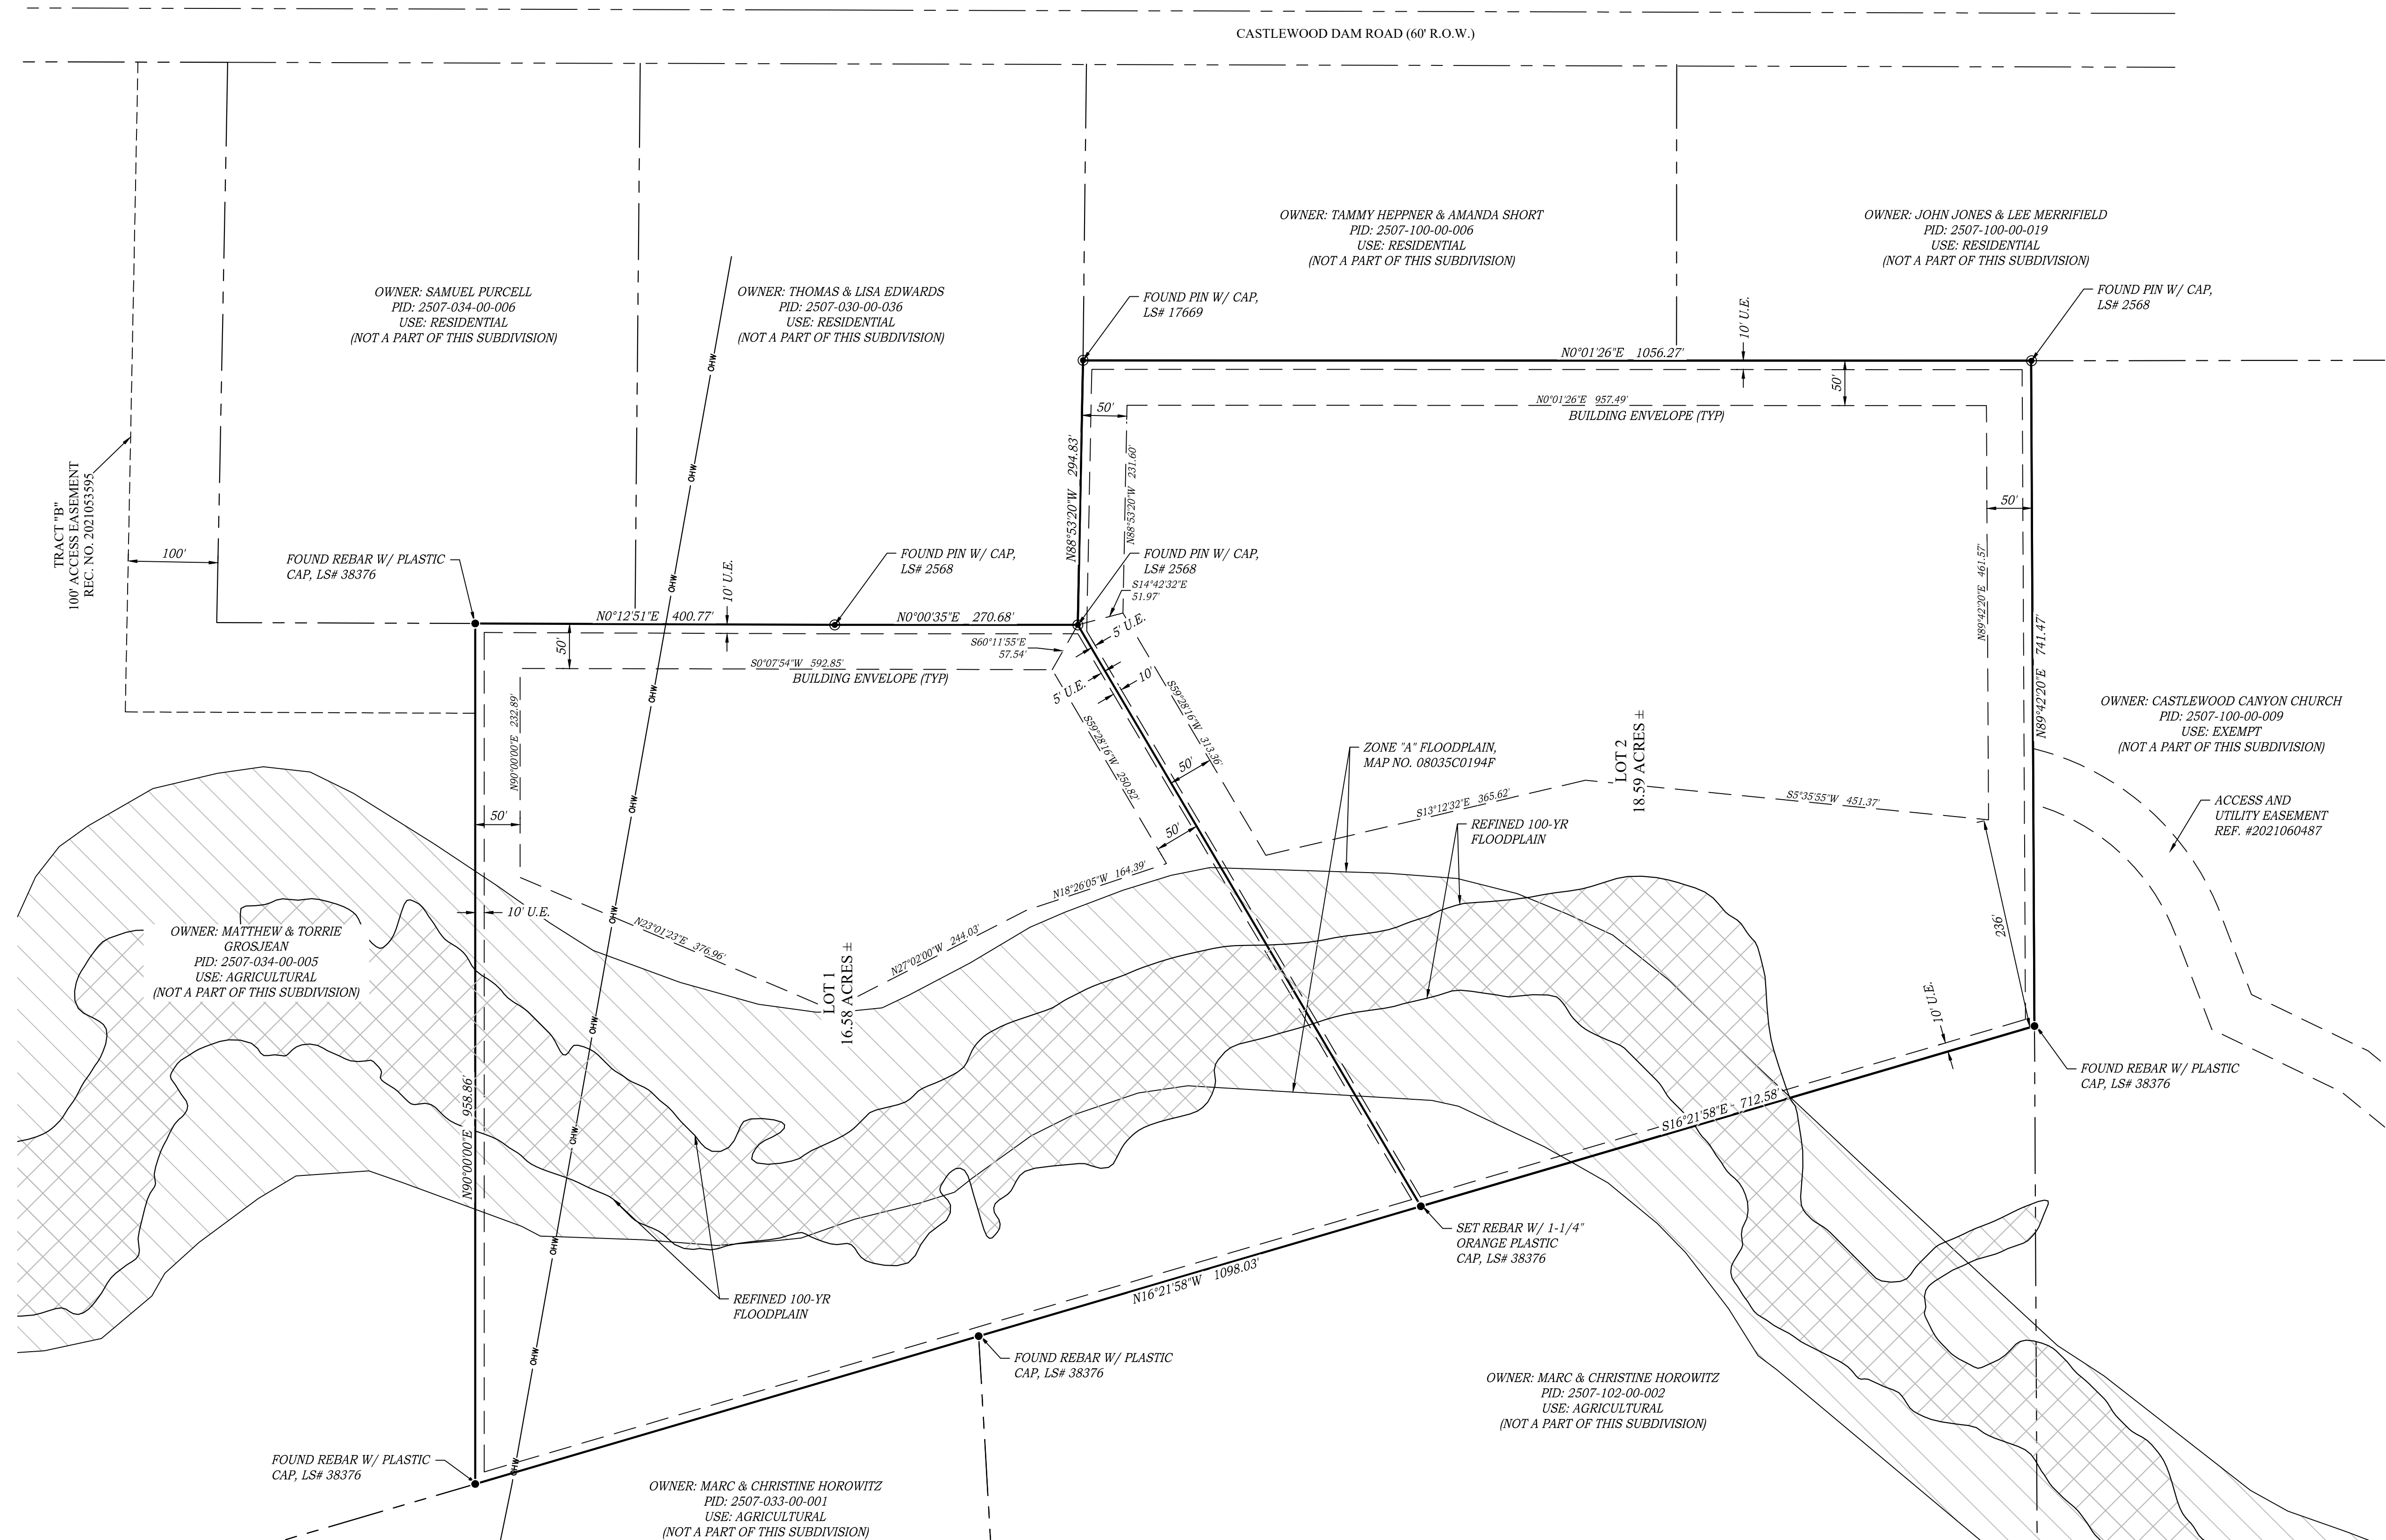 CASTLEWOOD DAM ROAD (60' R.O.W.)
OWNER: TAMMY HEPPNER & AMANDA SHORT
PID: 2507-100-00-006
USE: RESIDENTIAL
(NOT A PART OF THIS SUBDIVISION)
OWNER: JOHN JONES & LEE MERRIFIELD
PID: 2507-100-00-019
USE: RESIDENTIAL
(NOT A PART OF THIS SUBDIVISION)
OWNER: SAMUEL PURCELL
PID: 2507-034-00-006
USE: RESIDENTIAL
(NOT A PART OF THIS SUBDIVISION)
OWNER: THOMAS & LISA EDWARDS
PID: 2507-030-00-036
USE: RESIDENTIAL
(NOT A PART OF THIS SUBDIVISION)
FOUND PIN W/ CAP,
LS# 17669
FOUND PIN W/ CAP,
LS# 2568
10' U.E.
N0°01'26"E 1056.27'
50'
N0°01'26"E 957.49'
BUILDING ENVELOPE (TYP)
50'
N88°53'20"W 294.83'
N88°53'20"W 231.60'
50'
N89°42'20"E 461.57'
N89°42'20"E 741.47'
TRACT "B"
100' ACCESS EASEMENT
REC. NO. 2021053595
100'
FOUND REBAR W/ PLASTIC
CAP, LS# 38376
FOUND PIN W/ CAP,
LS# 2568
FOUND PIN W/ CAP,
LS# 2568
S14°42'32"E
51.97'
10' U.E.
N0°12'51"E 400.77'
N0°00'35"E 270.68'
5' U.E.
50'
S60°11'55"E
57.54'
S0°07'54"W 592.85'
BUILDING ENVELOPE (TYP)
5' U.E.
10'
N90°00'00"E 232.89'
50'
S59°28'16"W 250.82'
S59°28'16"W 313.36'
50'
50'
ZONE "A" FLOODPLAIN,
MAP NO. 08035C0194F
LOT 2
18.59 ACRES ±
S13°12'32"E 365.62'
S5°35'55"W 451.37'
REFINED 100-YR
FLOODPLAIN
OWNER: CASTLEWOOD CANYON CHURCH
PID: 2507-100-00-009
USE: EXEMPT
(NOT A PART OF THIS SUBDIVISION)
ACCESS AND
UTILITY EASEMENT
REF. #2021060487
N18°26'05"W 164.39'
N27°02'00"W 244.03'
N23°01'23"E 376.96'
10' U.E.
OWNER: MATTHEW & TORRIE
GROSJEAN
PID: 2507-034-00-005
USE: AGRICULTURAL
(NOT A PART OF THIS SUBDIVISION)
LOT 1
16.58 ACRES ±
236'
10' U.E.
N90°00'00"E 958.86'
FOUND REBAR W/ PLASTIC
CAP, LS# 38376
S16°21'58"E 712.58'
SET REBAR W/ 1-1/4"
ORANGE PLASTIC
CAP, LS# 38376
N16°21'58"W 1098.03'
REFINED 100-YR
FLOODPLAIN
FOUND REBAR W/ PLASTIC
CAP, LS# 38376
OWNER: MARC & CHRISTINE HOROWITZ
PID: 2507-102-00-002
USE: AGRICULTURAL
(NOT A PART OF THIS SUBDIVISION)
FOUND REBAR W/ PLASTIC
CAP, LS# 38376
OWNER: MARC & CHRISTINE HOROWITZ
PID: 2507-033-00-001
USE: AGRICULTURAL
(NOT A PART OF THIS SUBDIVISION)
OHW
OHW
OHW
OHW
OHW
OHW
OHW
OHW
OHW
OHW
OHW